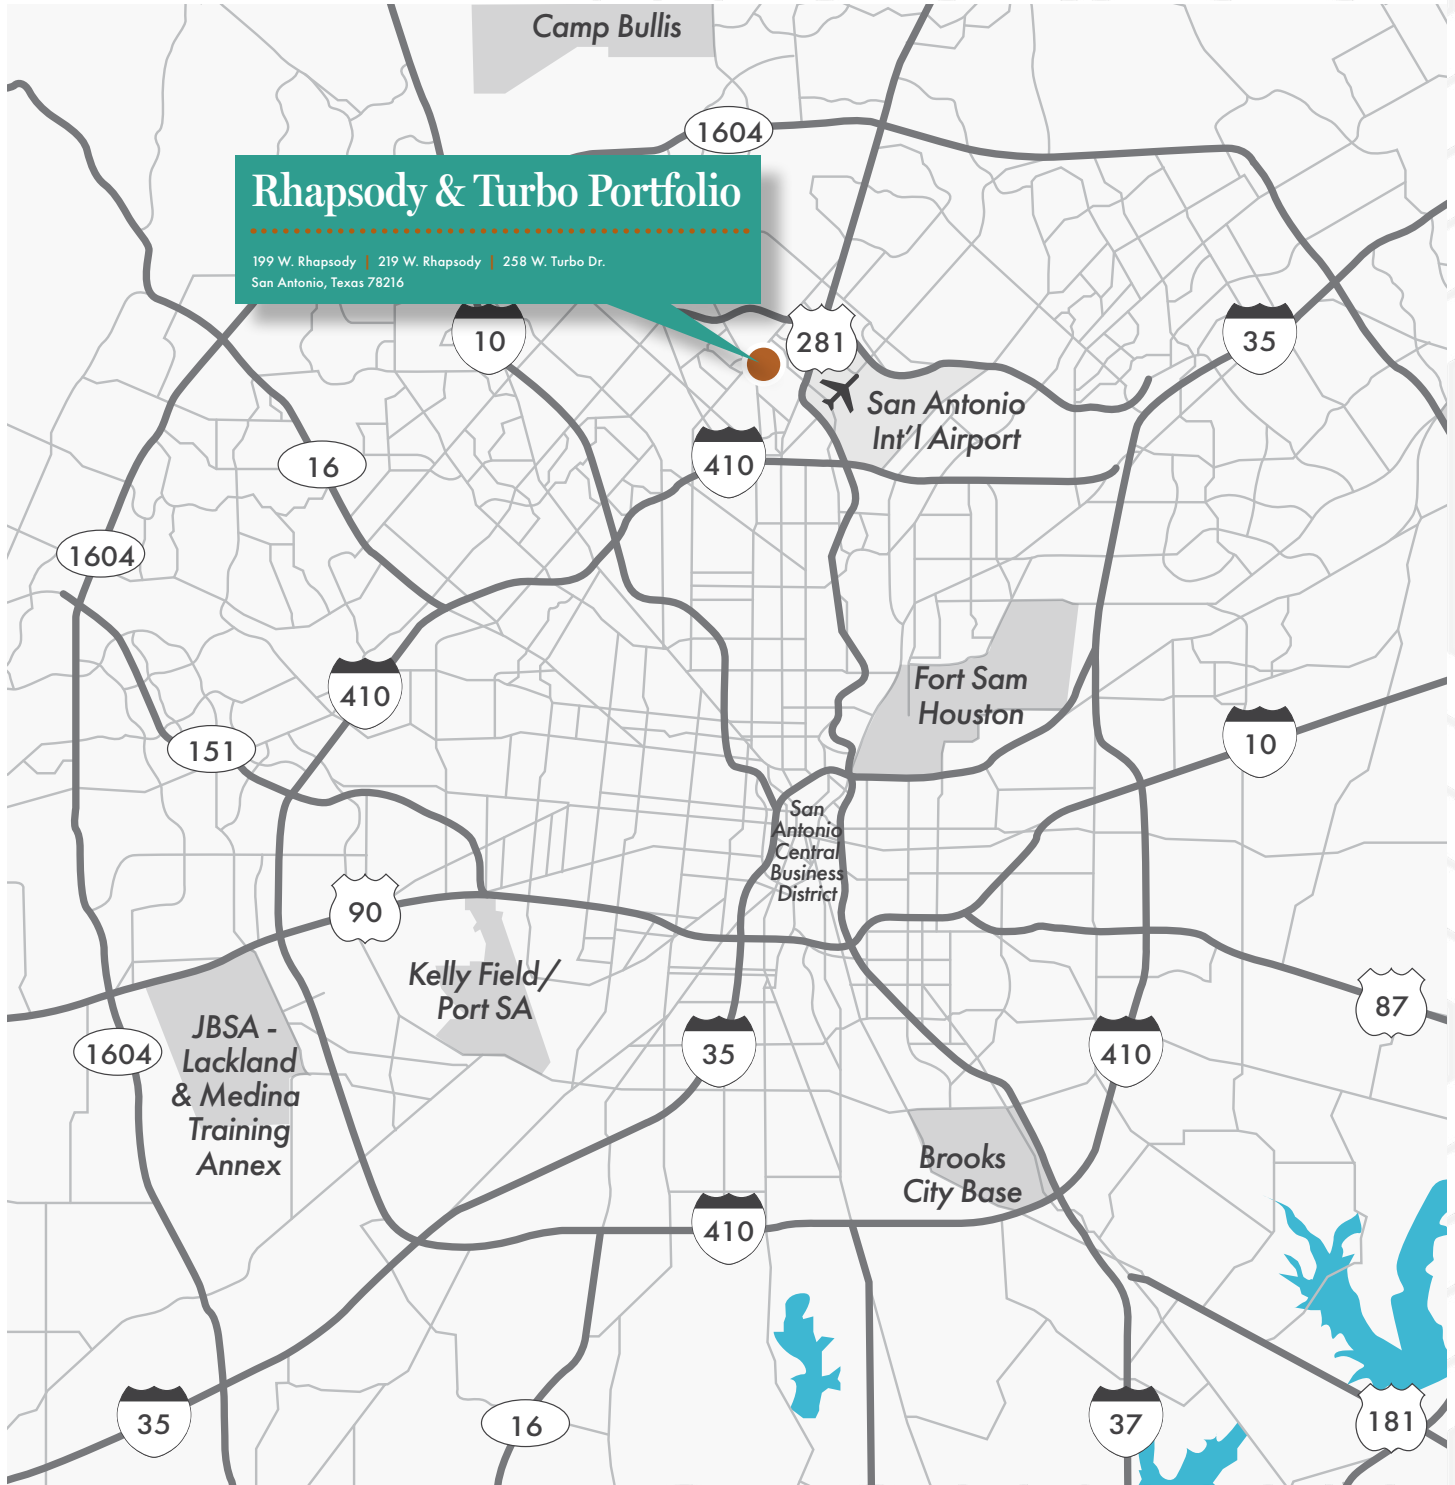 Camp Bullis
1604
Rhapsody & Turbo Portfolio
199 W. Rhapsody | 219 W. Rhapsody | 258 W. Turbo Dr.
San Antonio, Texas 78216
10
281
35
San Antonio
Int'l Airport
16
410
1604
Fort Sam
Houston
410
10
151
San
Antonio
Central
Business
District
90
Kelly Field/
Port SA
87
JBSA -
Lackland
& Medina
Training
Annex
1604
35
410
Brooks
City Base
410
35
16
37
181